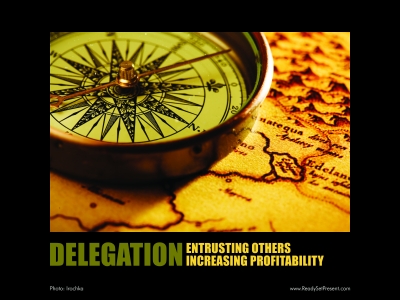 DELEGATION
ENTRUSTING OTHERS
INCREASING PROFITABILITY
Photo: Irochka
www.ReadySetPresent.com